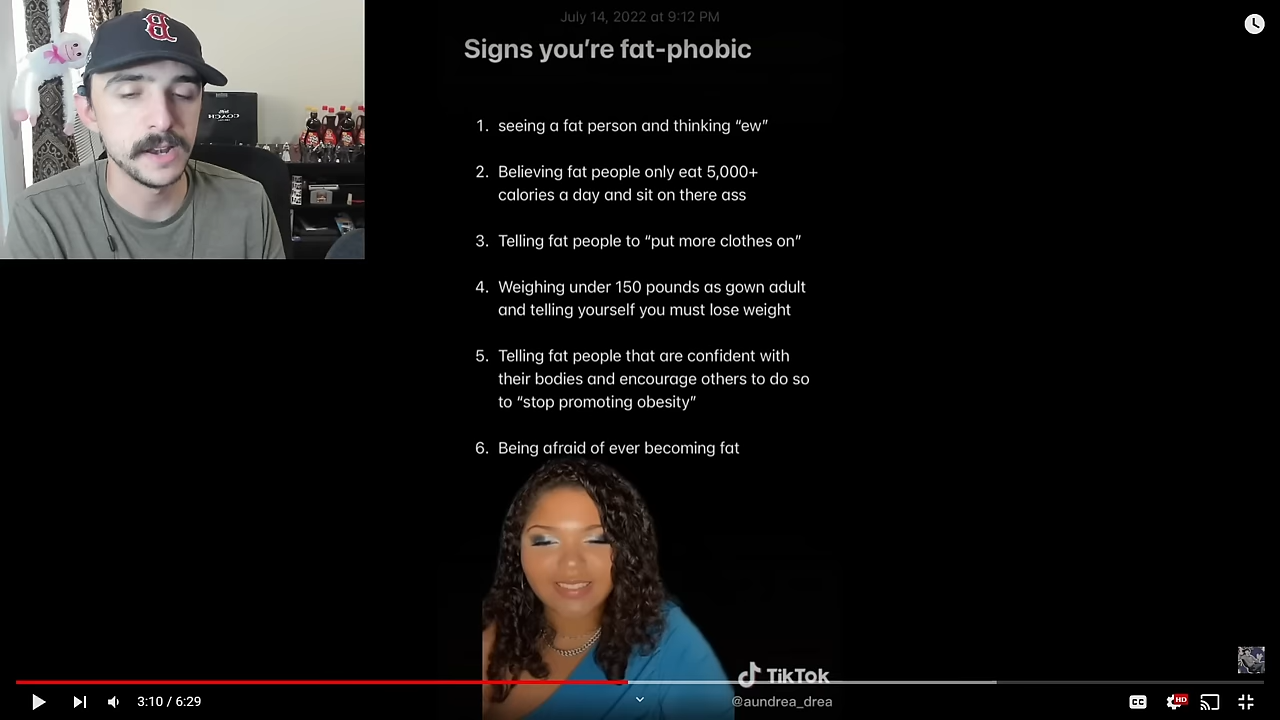 July 14, 2022 at 9:12 PM
Signs you're fat-phobic
1. seeing a fat person and thinking "ew"
2. Believing fat people only eat 5,000+
calories a day and sit on there ass
3. Telling fat people to "put more clothes on"
4. Weighing under 150 pounds as gown adult
and telling yourself you must lose weight
5. Telling fat people that are confident with
their bodies and encourage others to do so
to "stop promoting obesity"
6. Being afraid of ever becoming fat
B
COACH
TikTok
@aundrea_drea
3:10 / 6:29
CC
HD